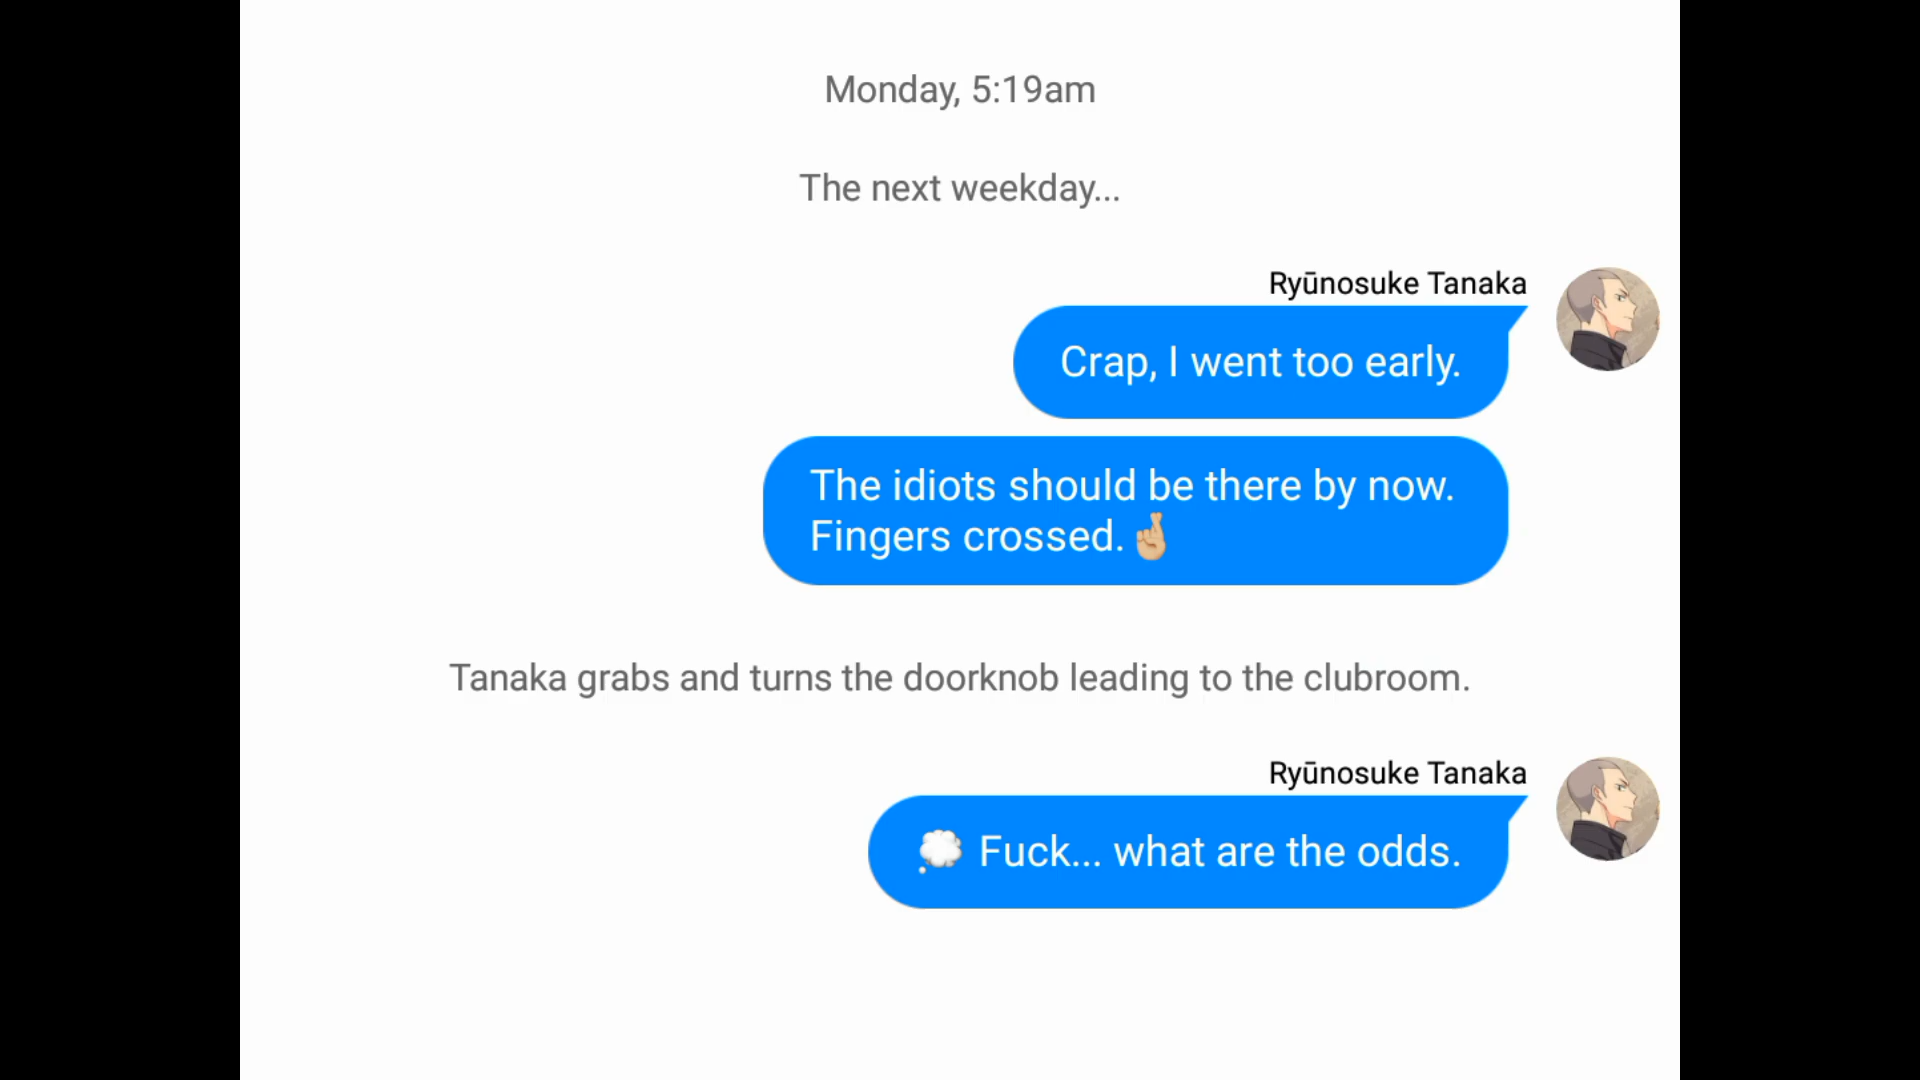 Monday, 5:19am
The next weekday...
Ryūnosuke Tanaka
Crap, I went too early.
The idiots should be there by now.
Fingers crossed.🤞🏼
Tanaka grabs and turns the doorknob leading to the clubroom.
Ryūnosuke Tanaka
💭 Fuck... what are the odds.